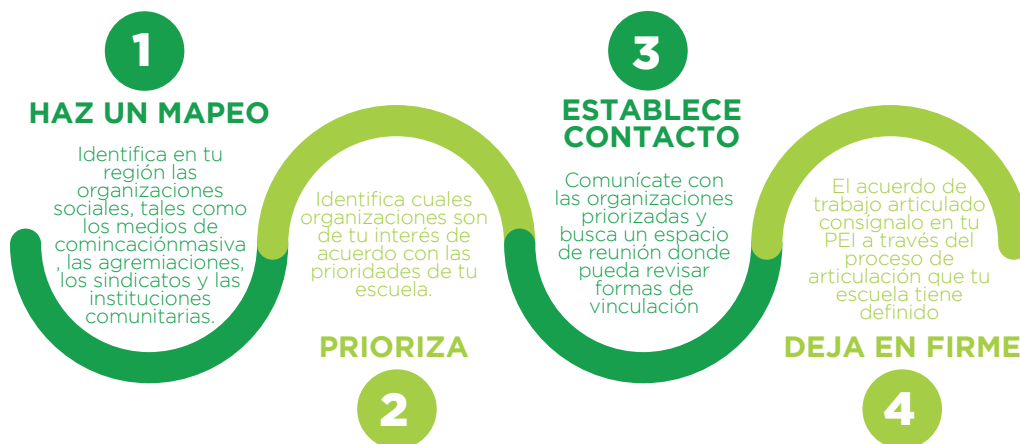 1
HAZ UN MAPEO
Identifica en tu
región las
organizaciones
sociales, tales como
los medios de
comincaciónmasiva
, las agremiaciones,
los sindicatos y las
instituciones
comunitarias.
Identifica cuales
organizaciones son
de tu interés de
acuerdo con las
prioridades de tu
escuela.
PRIORIZA
2
3
ESTABLECE
CONTACTO
Comunícate con
las organizaciones
priorizadas y
busca un espacio
de reunión donde
pueda revisar
formas de
vinculación
El acuerdo de
trabajo articulado
consígnalo en tu
PEI a través del
proceso de
articulación que tu
escuela tiene
definido
DEJA EN FIRME
4